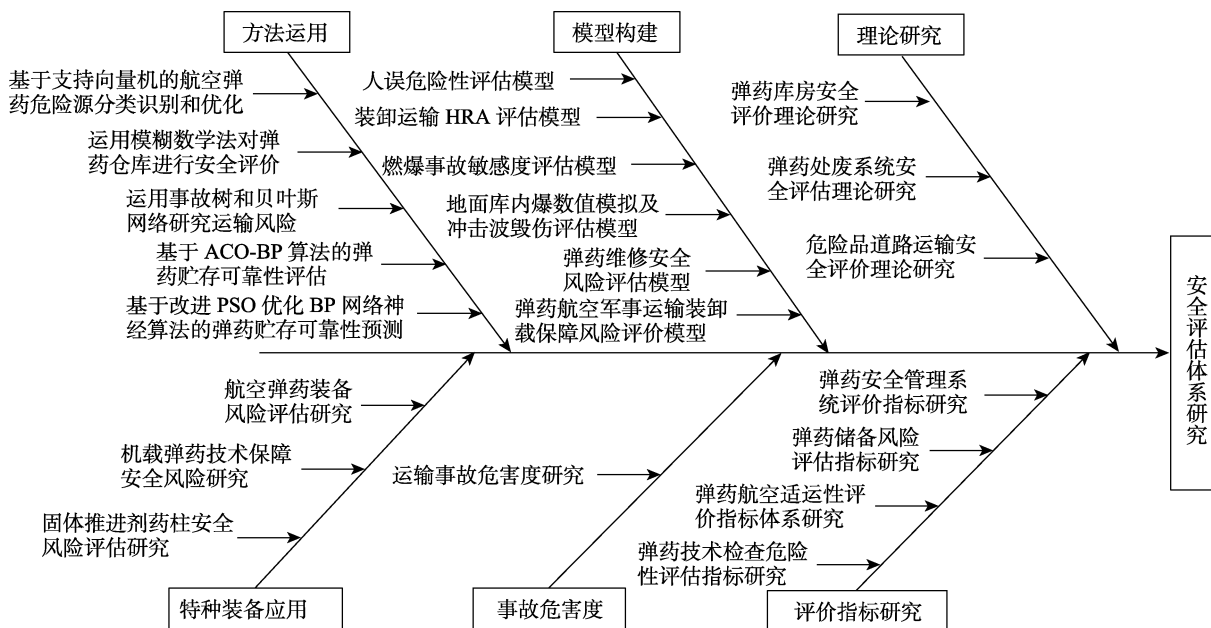 方法运用
基于支持向量机的航空弹
药危险源分类识别和优化
运用模糊数学法对弹
药仓库进行安全评价
运用事故树和贝叶斯
网络研究运输风险
基于 ACO-BP 算法的弹
药贮存可靠性评估
基于改进 PSO 优化 BP 网络神
经算法的弹药贮存可靠性预测
模型构建
人误危险性评估模型
装卸运输 HRA 评估模型
燃爆事故敏感度评估模型
地面库内爆数值模拟及
冲击波毁伤评估模型
弹药维修安全
风险评估模型
弹药航空军事运输装卸
载保障风险评价模型
理论研究
弹药库房安全
评价理论研究
弹药处废系统安
全评估理论研究
危险品道路运输安
全评价理论研究
安全评估体系研究
航空弹药装备
风险评估研究
机载弹药技术保障
安全风险研究
固体推进剂药柱安全
风险评估研究
特种装备应用
运输事故危害度研究
事故危害度
弹药安全管理系
统评价指标研究
弹药储备风险
评估指标研究
弹药航空适运性评
价指标体系研究
弹药技术检查危险
性评估指标研究
评价指标研究